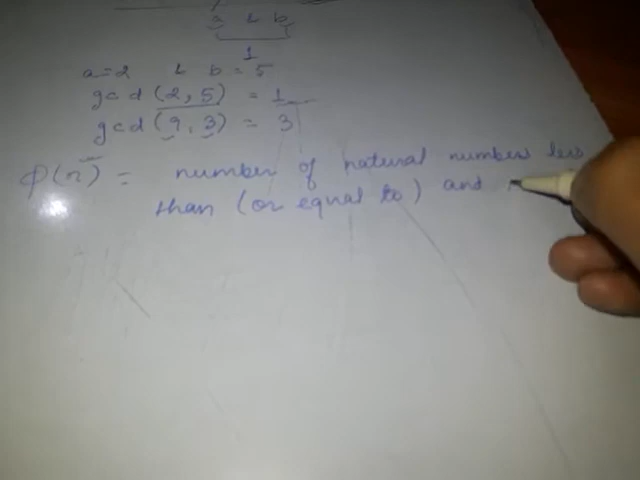 a & b
1
a = 2 & b = 5
gcd (2, 5) = 1
gcd (9, 3) = 3
φ(n) = number of natural numbers less
than (or equal to) and